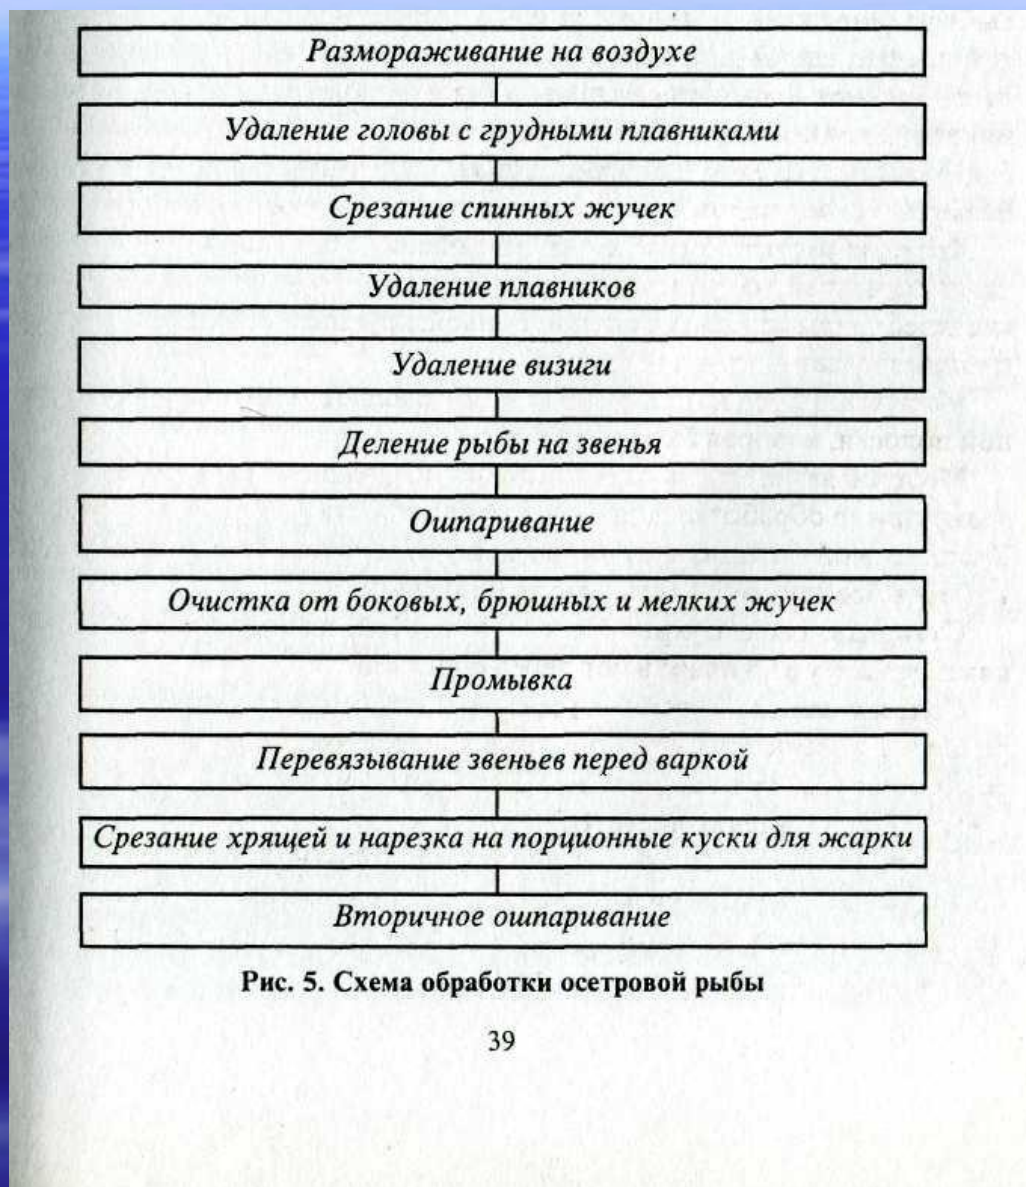 Размораживание на воздухе
Удаление головы с грудными плавниками
Срезание спинных жучек
Удаление плавников
Удаление визиги
Деление рыбы на звенья
Ошпаривание
Очистка от боковых, брюшных и мелких жучек
Промывка
Перевязывание звеньев перед варкой
Срезание хрящей и нарезка на порционные куски для жарки
Вторичное ошпаривание
Рис. 5. Схема обработки осетровой рыбы
39